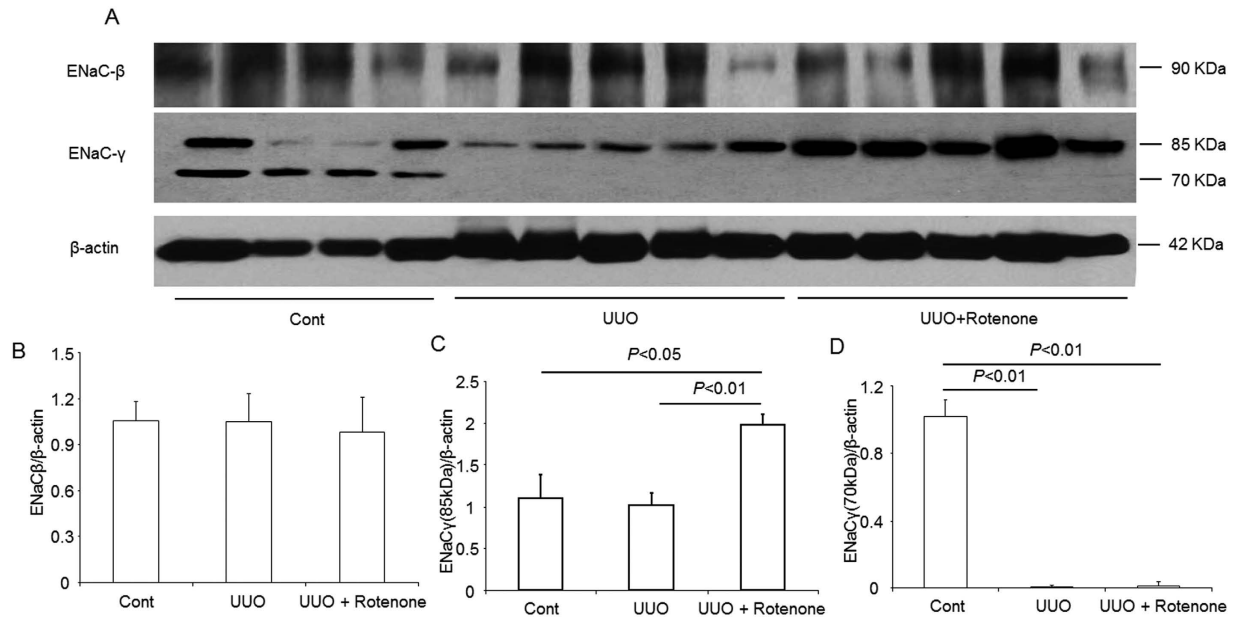 A
ENaC-β
90 KDa
ENaC-γ
85 KDa
70 KDa
β-actin
42 KDa
Cont
UUO
UUO+Rotenone
B
ENaCβ/β-actin
1.5
1.2
0.9
0.6
0.3
0
Cont
UUO
UUO + Rotenone
C
P<0.05
P<0.01
ENaCγ(85kDa)/β-actin
2.5
2
1.5
1
0.5
0
Cont
UUO
UUO + Rotenone
D
P<0.01
P<0.01
ENaCγ(70kDa)/β-actin
1.2
0.8
0.4
0
Cont
UUO
UUO + Rotenone